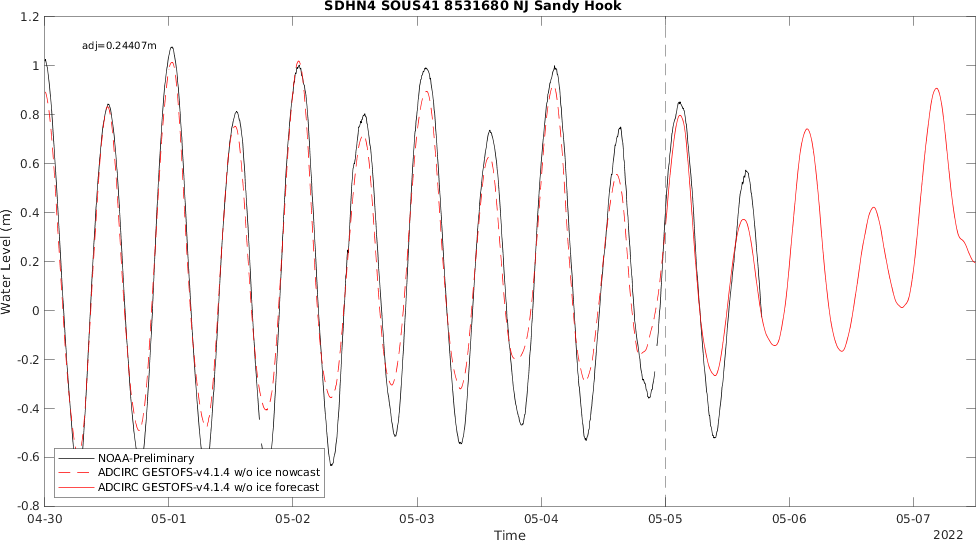 SDHN4 SOUS41 8531680 NJ Sandy Hook
adj=0.24407m
1.2
1
0.8
0.6
0.4
0.2
0
-0.2
-0.4
-0.6
-0.8
Water Level (m)
NOAA-Preliminary
ADCIRC GESTOFS-v4.1.4 w/o ice nowcast
ADCIRC GESTOFS-v4.1.4 w/o ice forecast
04-30 05-01 05-02 05-03 05-04 05-05 05-06 05-07
Time
2022